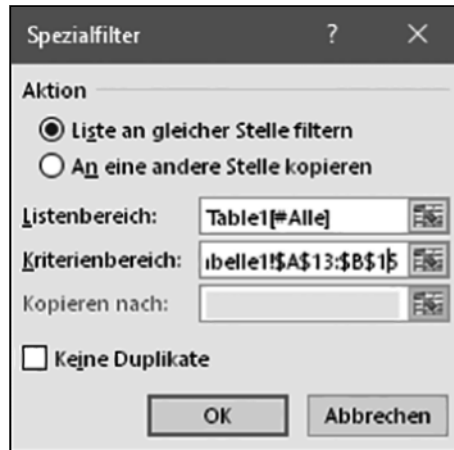 Spezialfilter ? ×
Aktion
Liste an gleicher Stelle filtern
An eine andere Stelle kopieren
Listenbereich: Table1[#Alle]
Kriterienbereich: ıbelle1!$A$13:$B$15
Kopieren nach:
Keine Duplikate
OK Abbrechen